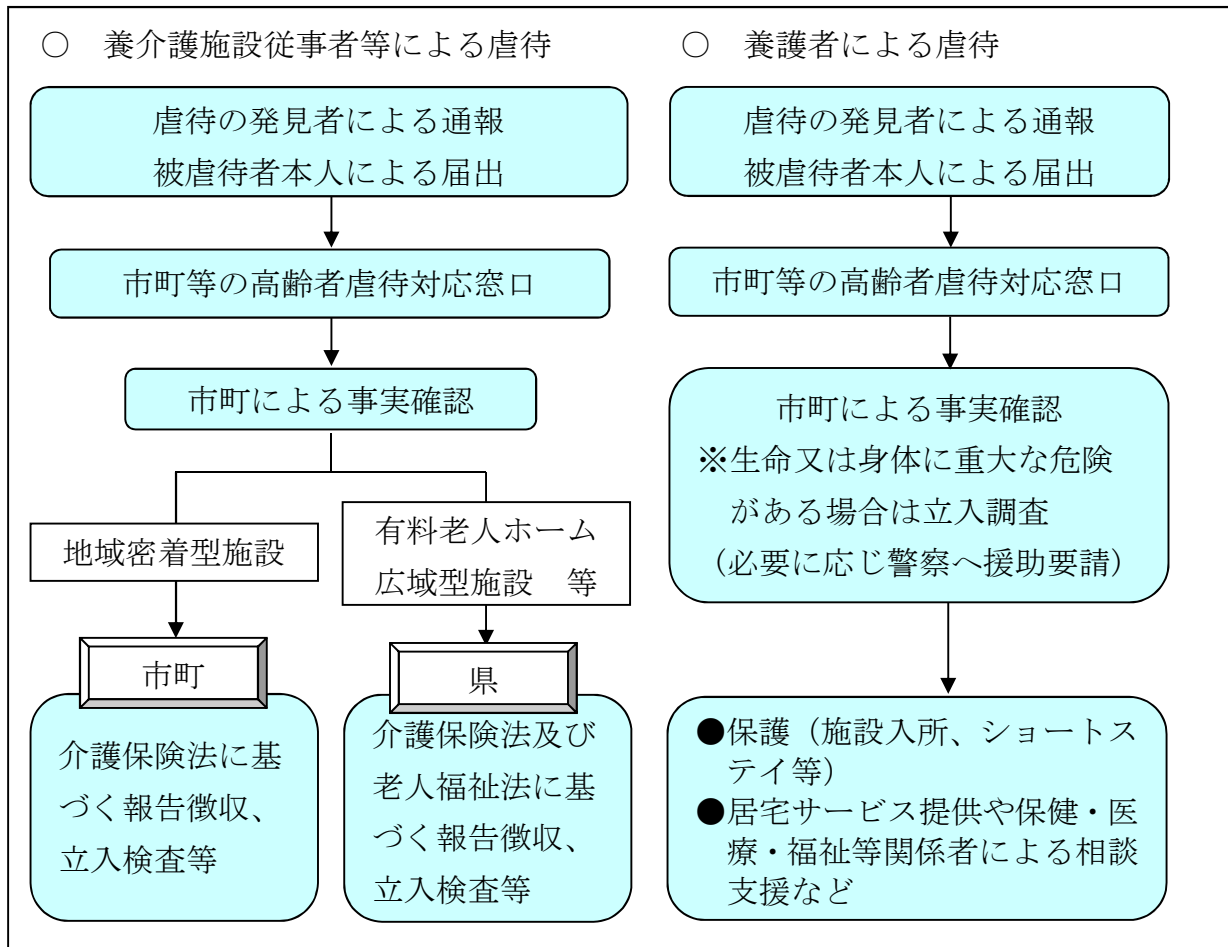 ○　養介護施設従事者等による虐待
虐待の発見者による通報
被虐待者本人による届出
市町等の高齢者虐待対応窓口
市町による事実確認
地域密着型施設
有料老人ホーム
広域型施設　等
市町
介護保険法に基
づく報告徴収、
立入検査等
県
介護保険法及び
老人福祉法に基
づく報告徴収、
立入検査等
○　養護者による虐待
虐待の発見者による通報
被虐待者本人による届出
市町等の高齢者虐待対応窓口
市町による事実確認
※生命又は身体に重大な危険
がある場合は立入調査
（必要に応じ警察へ援助要請）
●保護（施設入所、ショートス
テイ等）
●居宅サービス提供や保健・医
療・福祉等関係者による相談
支援など